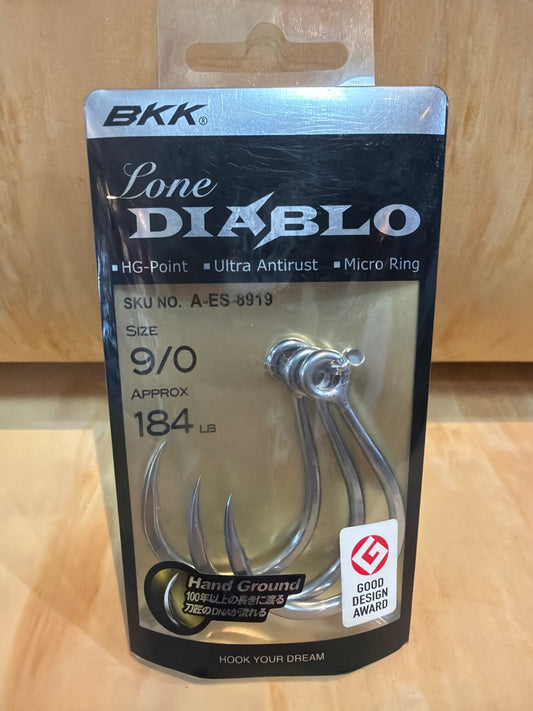 BKK®
Lone
DIABLO
▪HG-Point ▪Ultra Antirust ▪Micro Ring
SKU NO. A-ES-8919
SIZE
9/0
APPROX
184 LB
Hand Ground
100年以上の長きに渡る
刀匠のDNAが流れる
G
GOOD
DESIGN
AWARD
HOOK YOUR DREAM